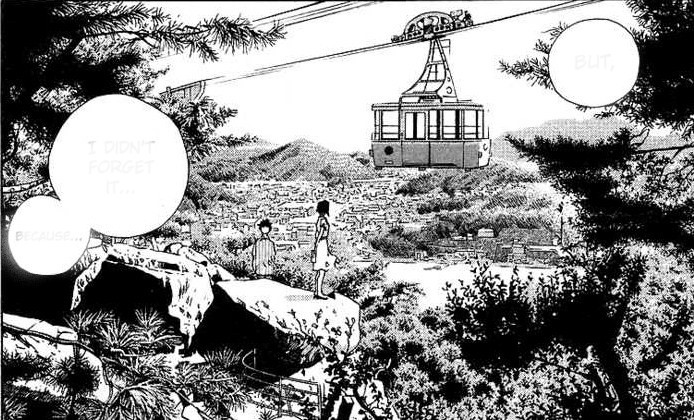 BUT,
I DIDN'T
FORGET
IT...
BECAUSE...